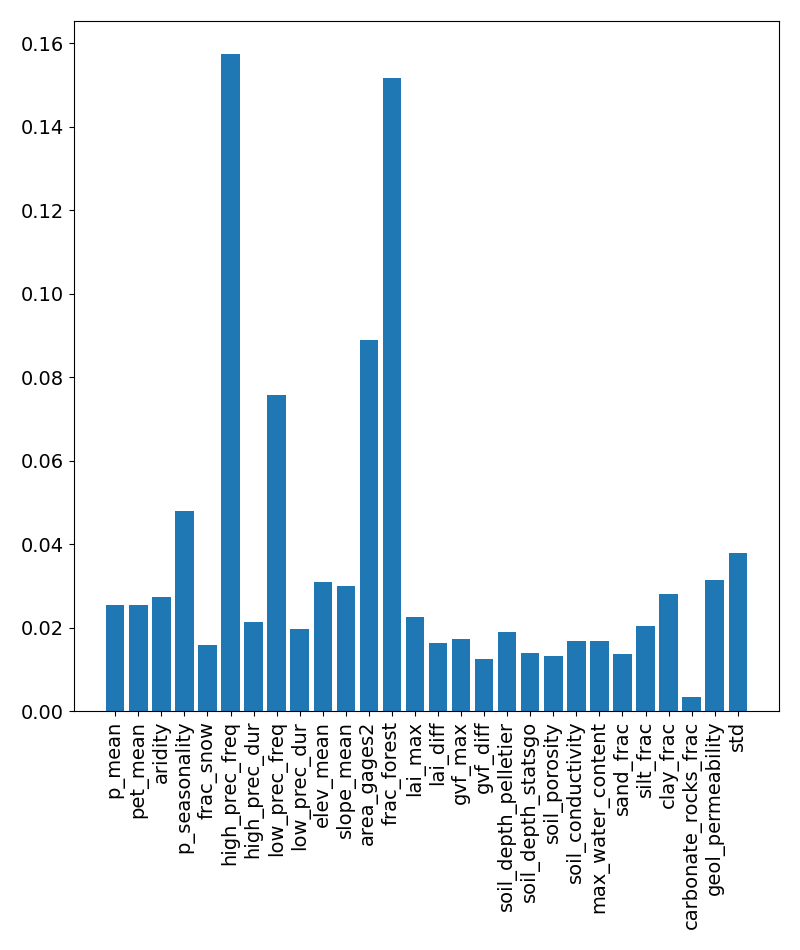 0.16
0.14
0.12
0.10
0.08
0.06
0.04
0.02
0.00
p_mean
pet_mean
aridity
p_seasonality
frac_snow
high_prec_freq
high_prec_dur
low_prec_freq
low_prec_dur
elev_mean
slope_mean
area_gages2
frac_forest
lai_max
lai_diff
gvf_max
gvf_diff
soil_depth_pelletier
soil_depth_statsgo
soil_porosity
soil_conductivity
max_water_content
sand_frac
silt_frac
clay_frac
carbonate_rocks_frac
geol_permeability
std